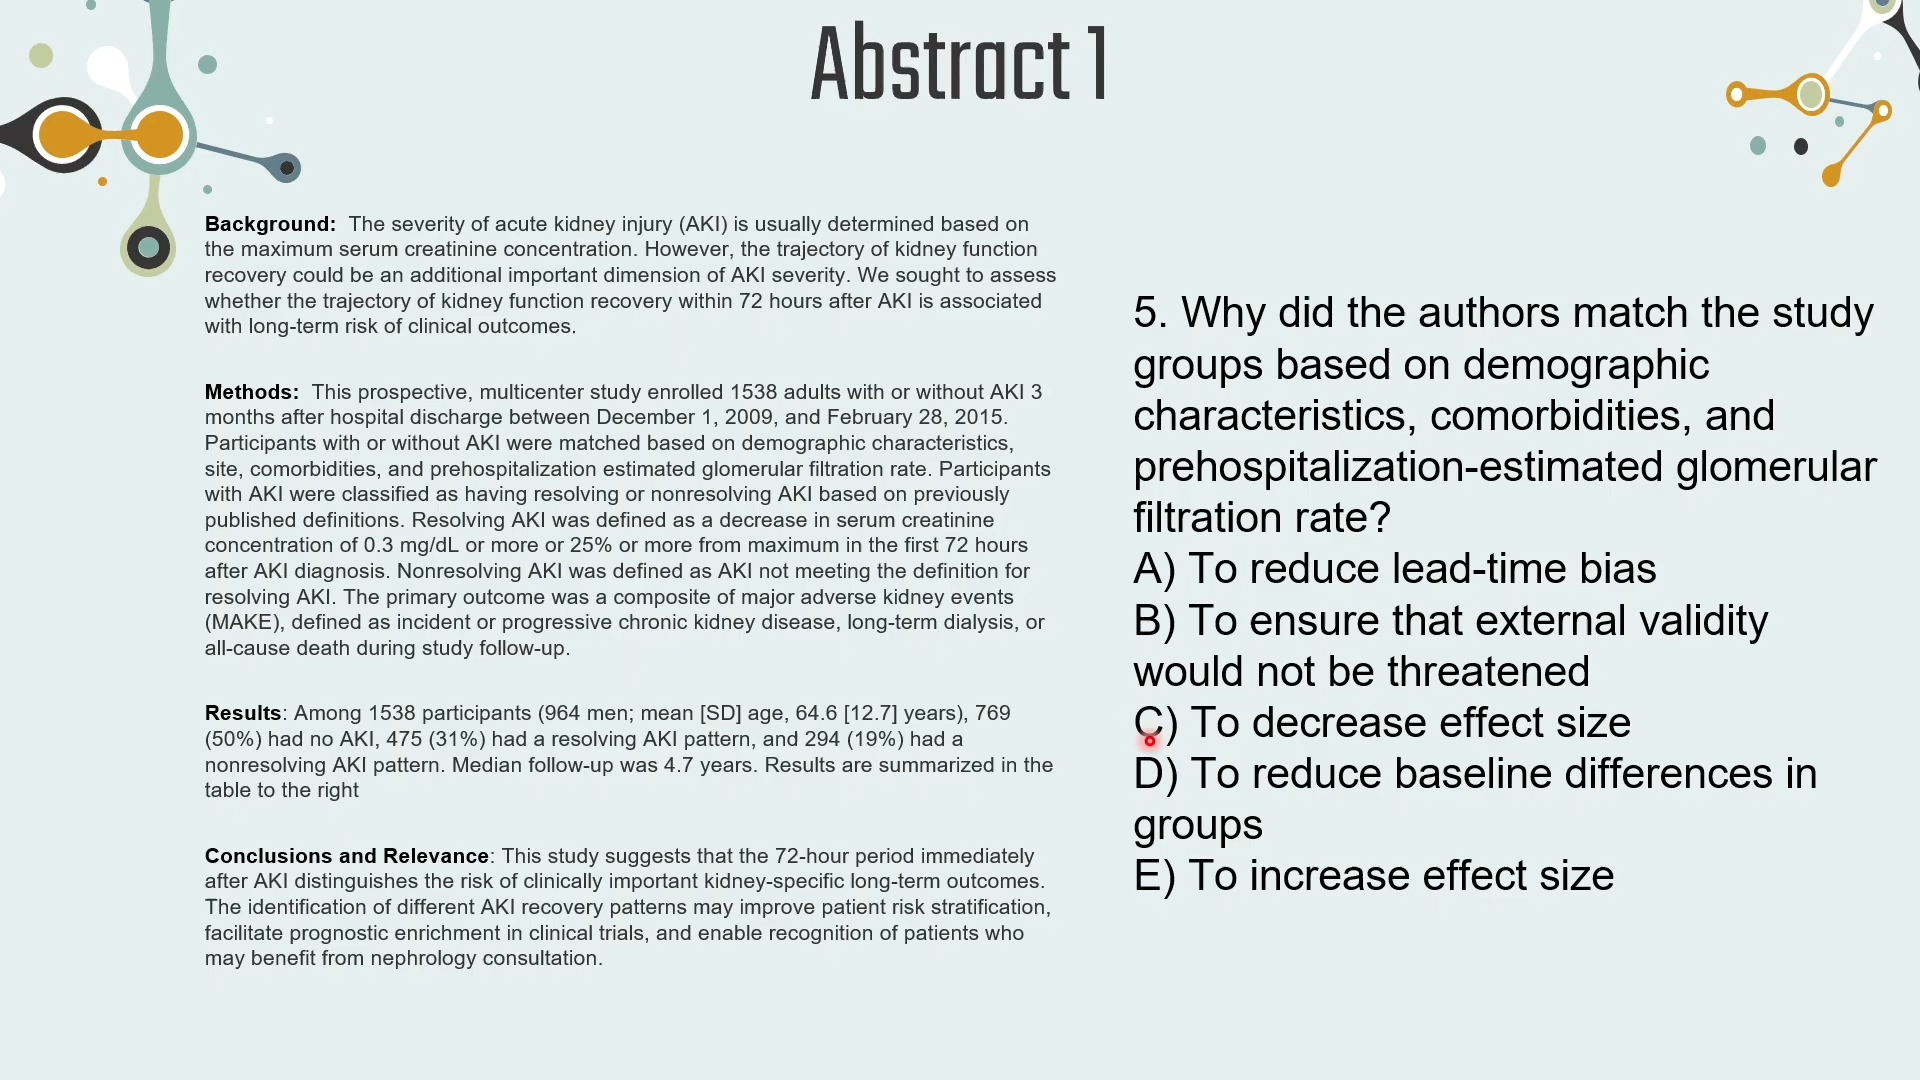 Abstract 1
Background: The severity of acute kidney injury (AKI) is usually determined based on
the maximum serum creatinine concentration. However, the trajectory of kidney function
recovery could be an additional important dimension of AKI severity. We sought to assess
whether the trajectory of kidney function recovery within 72 hours after AKI is associated
with long-term risk of clinical outcomes.
Methods: This prospective, multicenter study enrolled 1538 adults with or without AKI 3
months after hospital discharge between December 1, 2009, and February 28, 2015.
Participants with or without AKI were matched based on demographic characteristics,
site, comorbidities, and prehospitalization estimated glomerular filtration rate. Participants
with AKI were classified as having resolving or nonresolving AKI based on previously
published definitions. Resolving AKI was defined as a decrease in serum creatinine
concentration of 0.3 mg/dL or more or 25% or more from maximum in the first 72 hours
after AKI diagnosis. Nonresolving AKI was defined as AKI not meeting the definition for
resolving AKI. The primary outcome was a composite of major adverse kidney events
(MAKE), defined as incident or progressive chronic kidney disease, long-term dialysis, or
all-cause death during study follow-up.
Results: Among 1538 participants (964 men; mean [SD] age, 64.6 [12.7] years), 769
(50%) had no AKI, 475 (31%) had a resolving AKI pattern, and 294 (19%) had a
nonresolving AKI pattern. Median follow-up was 4.7 years. Results are summarized in the
table to the right
Conclusions and Relevance: This study suggests that the 72-hour period immediately
after AKI distinguishes the risk of clinically important kidney-specific long-term outcomes.
The identification of different AKI recovery patterns may improve patient risk stratification,
facilitate prognostic enrichment in clinical trials, and enable recognition of patients who
may benefit from nephrology consultation.
5. Why did the authors match the study
groups based on demographic
characteristics, comorbidities, and
prehospitalization-estimated glomerular
filtration rate?
A) To reduce lead-time bias
B) To ensure that external validity
would not be threatened
C) To decrease effect size
D) To reduce baseline differences in
groups
E) To increase effect size